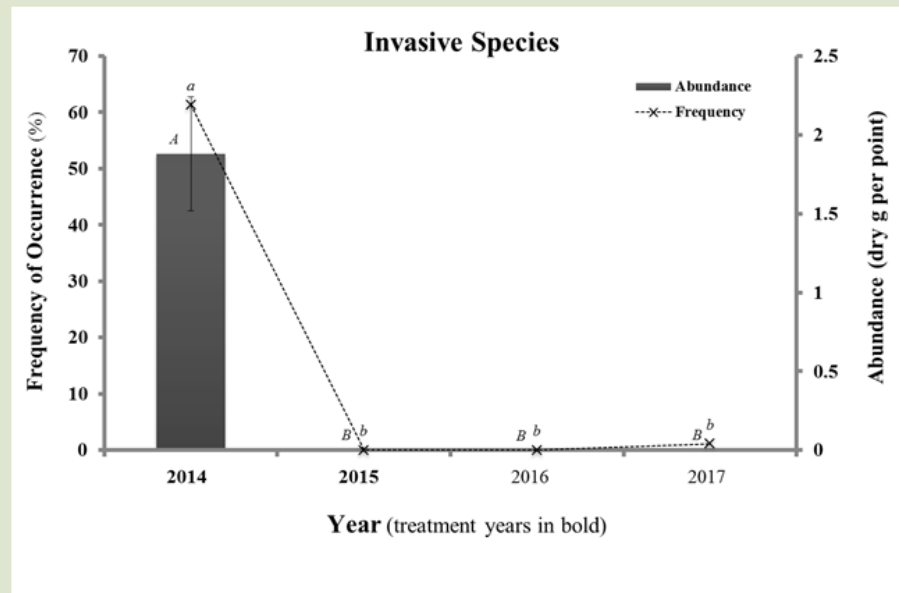 Invasive Species
70
60
50
40
30
20
10
0
Frequency of Occurrence (%)
2.5
2
1.5
1
0.5
0
Abundance (dry g per point)
Abundance
Frequency
a
A
B b
B b
B b
2014 2015 2016 2017
Year (treatment years in bold)